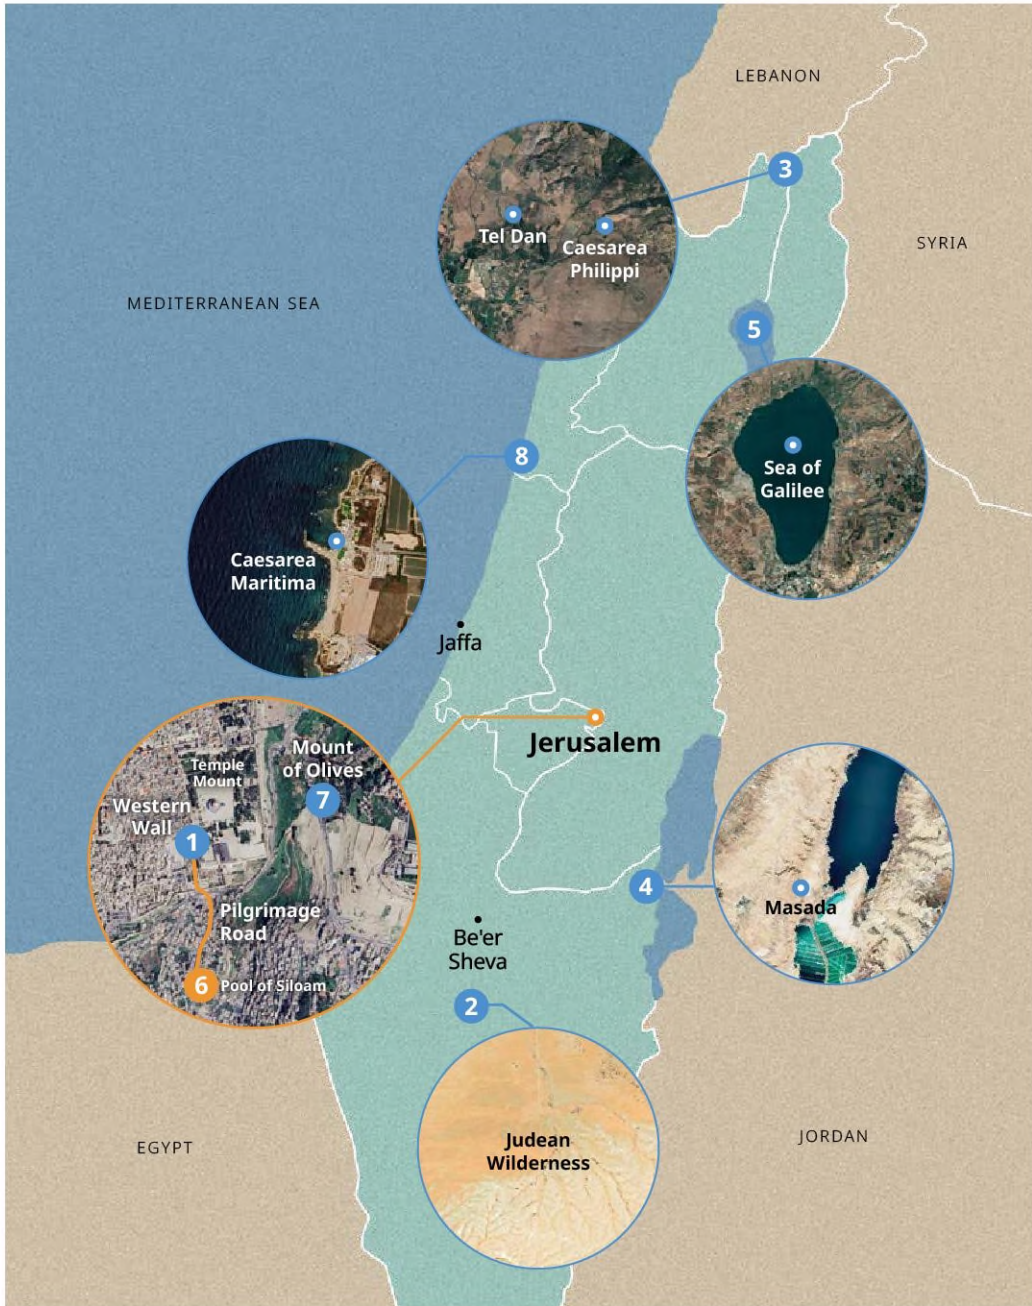 LEBANON
3
Tel Dan
Caesarea
Philippi
SYRIA
MEDITERRANEAN SEA
5
8
Sea of
Galilee
Caesarea
Maritima
Jaffa
Jerusalem
Mount
of Olives
Temple
Mount
7
Western
Wall
1
4
Masada
Pilgrimage
Road
Be'er
Sheva
6
Pool of Siloam
2
Judean
Wilderness
EGYPT
JORDAN